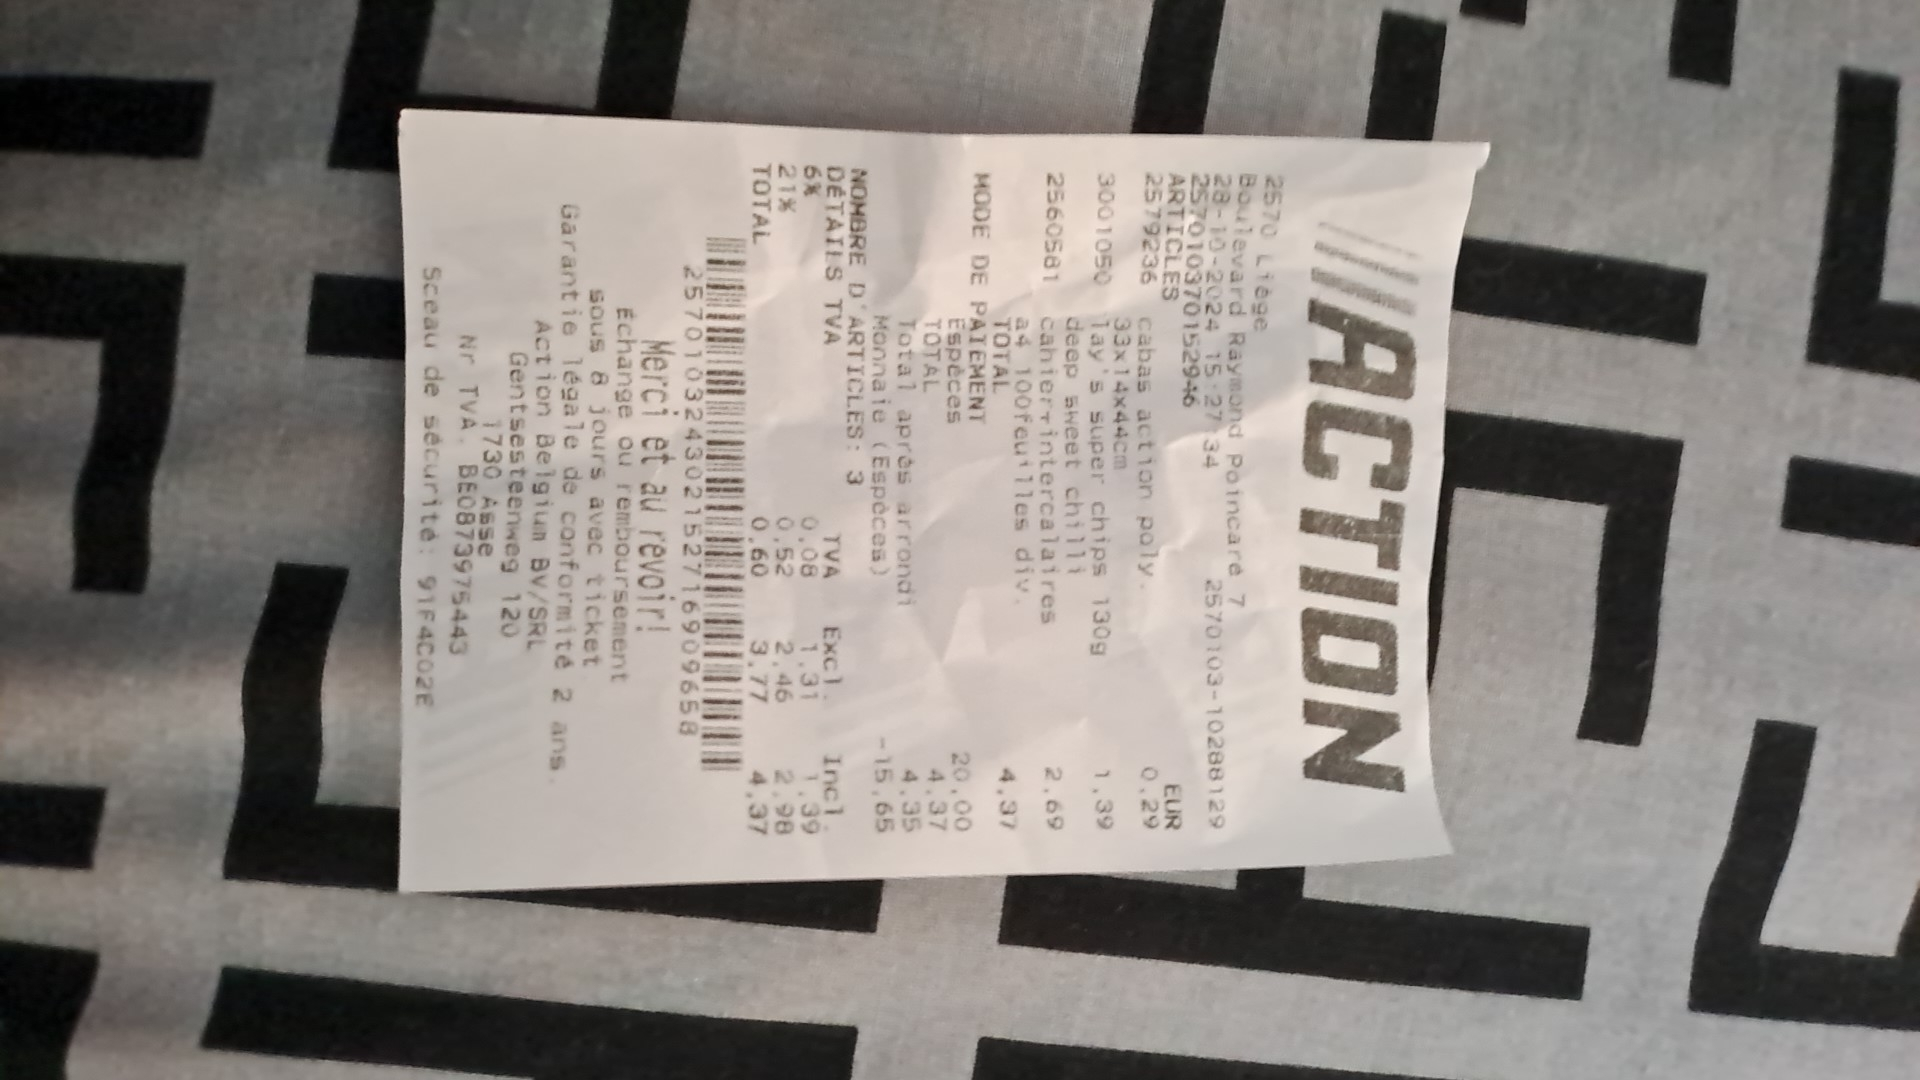 ACTION
2570 Liège
Boulevard Raymond Poincaré 7
28-10-2024 15:27:34 2570103-10288129
2570103701529​46
ARTICLES EUR
2579236 cabas action poly. 0,29
33x14x44cm
3001050 lay's super chips 130g 1,39
deep sweet chilli
2560581 cahier+intercalaires 2,69
a4 100feuilles div.
TOTAL 4,37
MODE DE PAIEMENT
Espèces 20,00
TOTAL 4,37
Total après arrondi 4,35
Monnaie (Espèces) -15,65
NOMBRE D'ARTICLES: 3
DÉTAILS TVA TVA Excl. Incl.
6% 0,08 1,31 1,39
21% 0,52 2,46 2,98
TOTAL 0,60 3,77 4,37
2570103243021527169​09658
Merci et au revoir!
Échange ou remboursement
sous 8 jours avec ticket
Garantie légale de conformité 2 ans.
Action Belgium BV/SRL
Gentsesteenweg 120
1730 Asse
Nr TVA. BE0873975443
Sceau de sécurité: 91F4C02E